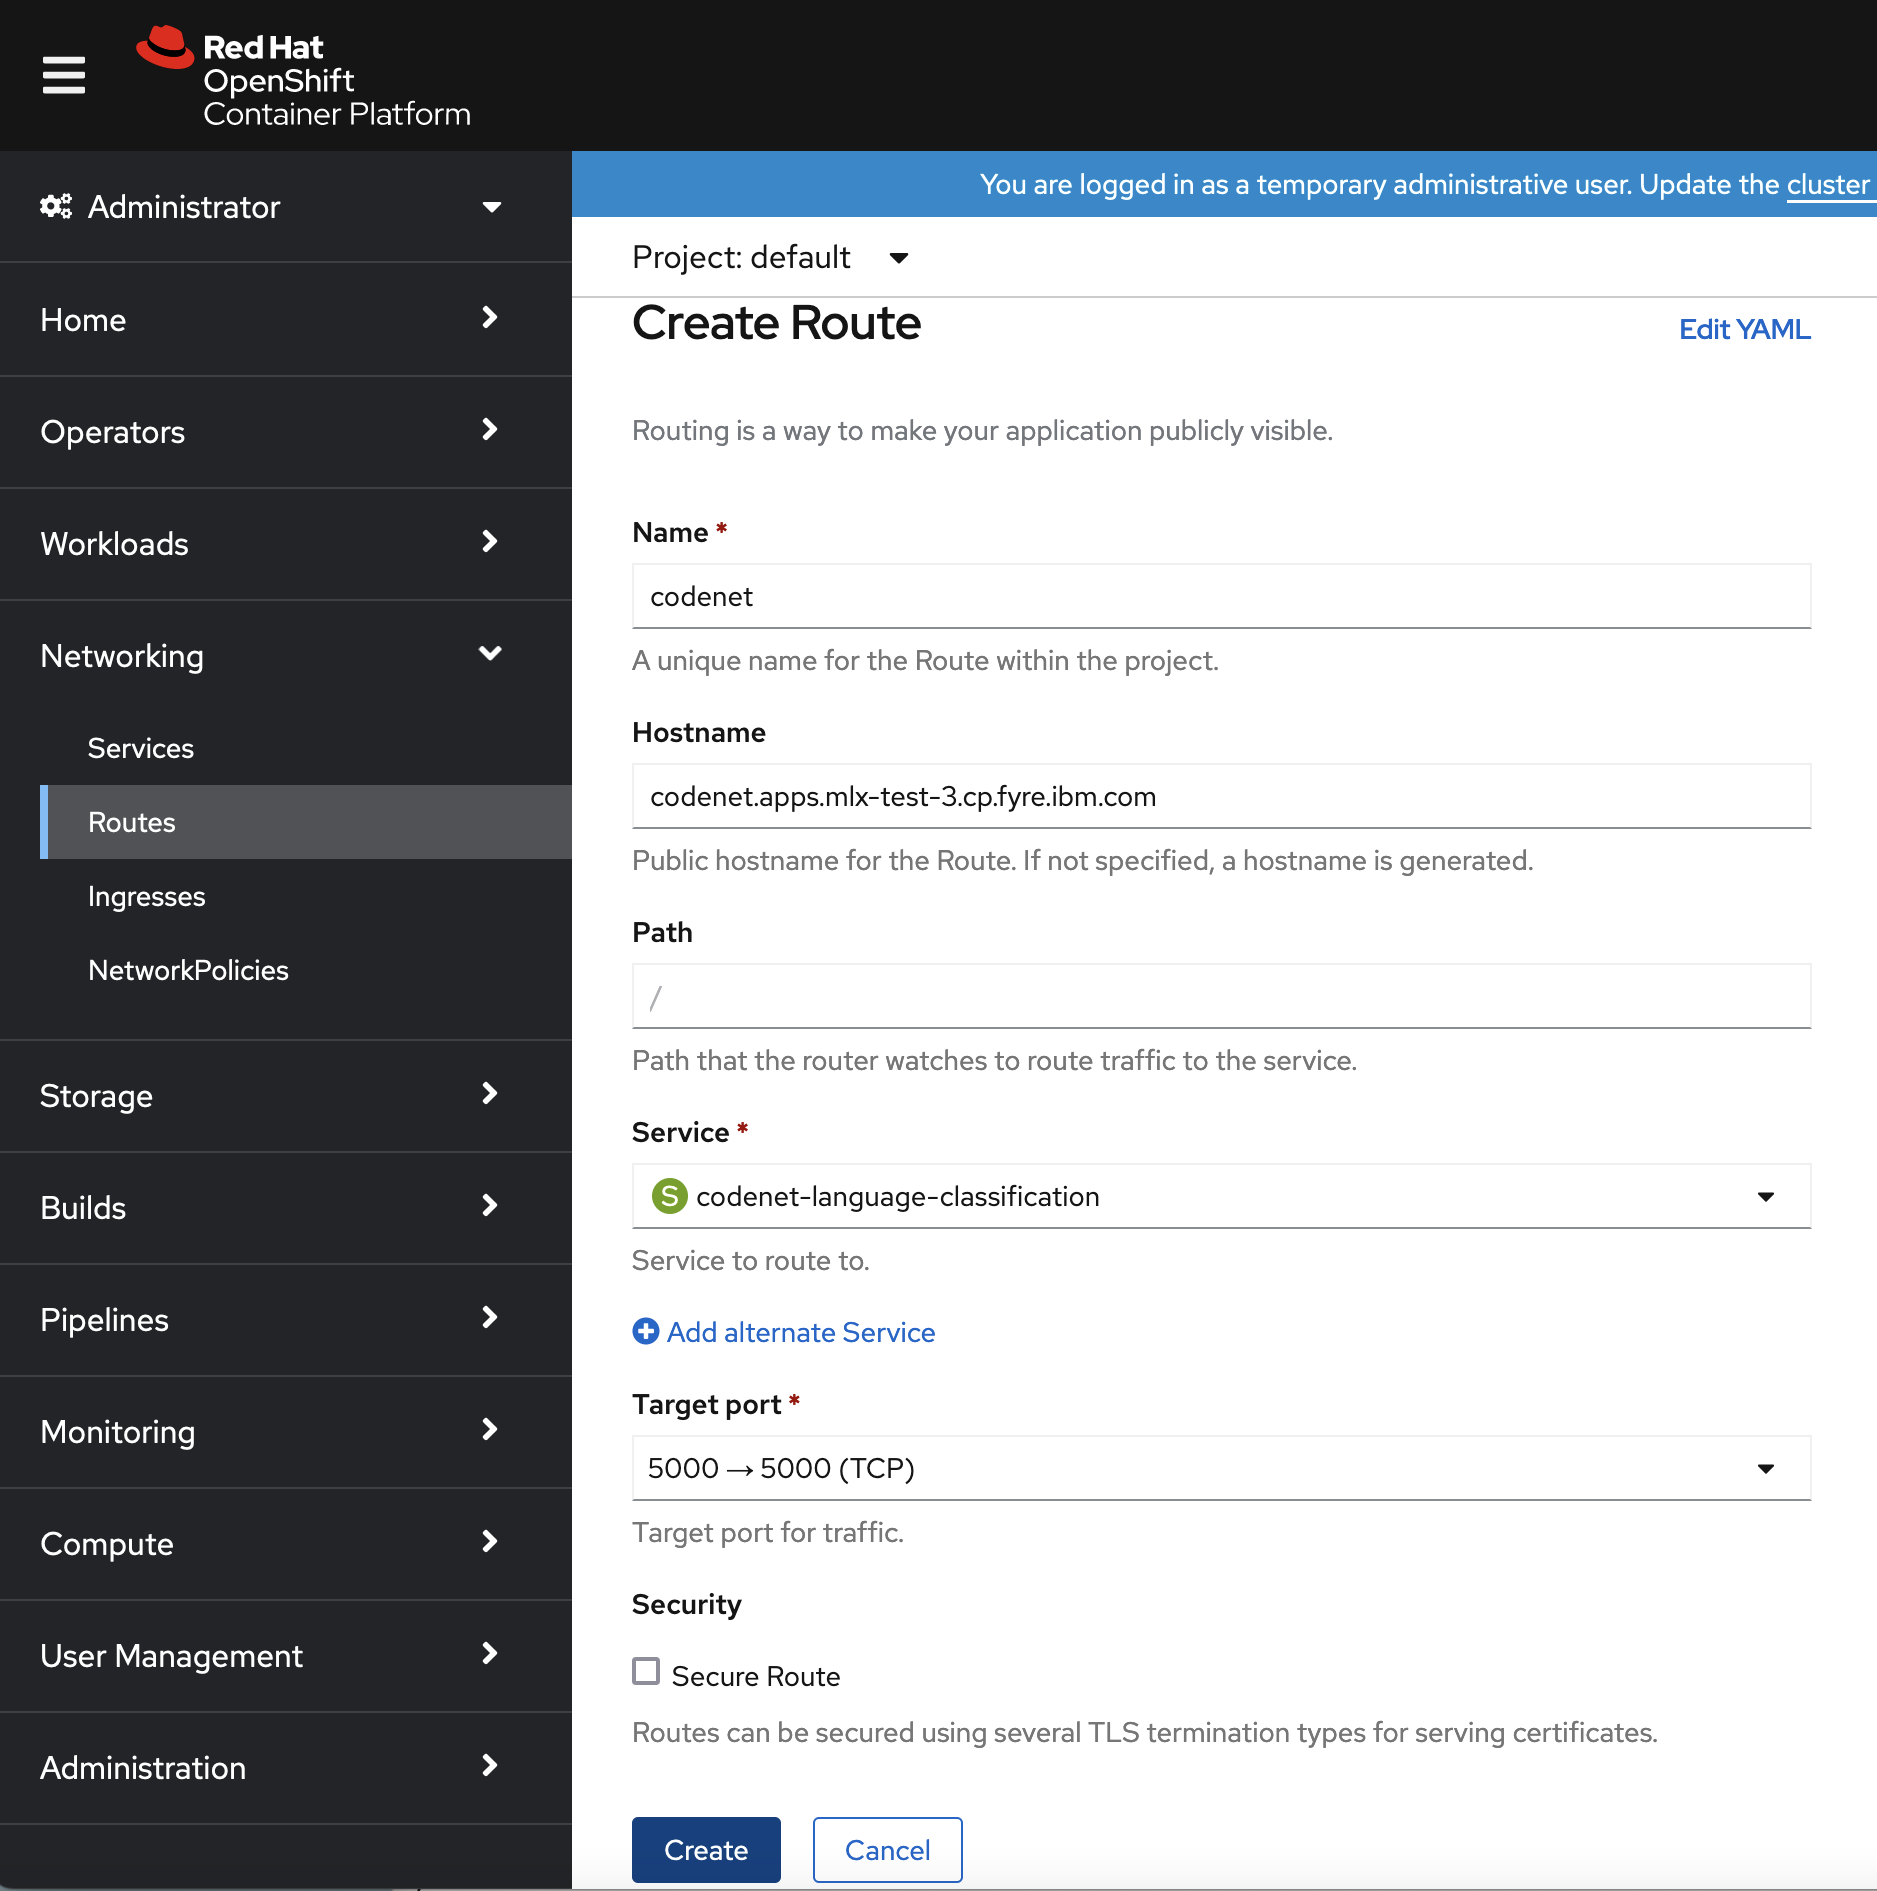 Red Hat
OpenShift
Container Platform
Administrator
Home
Operators
Workloads
Networking
Services
Routes
Ingresses
NetworkPolicies
Storage
Builds
Pipelines
Monitoring
Compute
User Management
Administration
You are logged in as a temporary administrative user. Update the cluster
Project: default
Create Route
Edit YAML
Routing is a way to make your application publicly visible.
Name *
codenet
A unique name for the Route within the project.
Hostname
codenet.apps.mlx-test-3.cp.fyre.ibm.com
Public hostname for the Route. If not specified, a hostname is generated.
Path
/
Path that the router watches to route traffic to the service.
Service *
S codenet-language-classification
Service to route to.
Add alternate Service
Target port *
5000 → 5000 (TCP)
Target port for traffic.
Security
Secure Route
Routes can be secured using several TLS termination types for serving certificates.
Create
Cancel